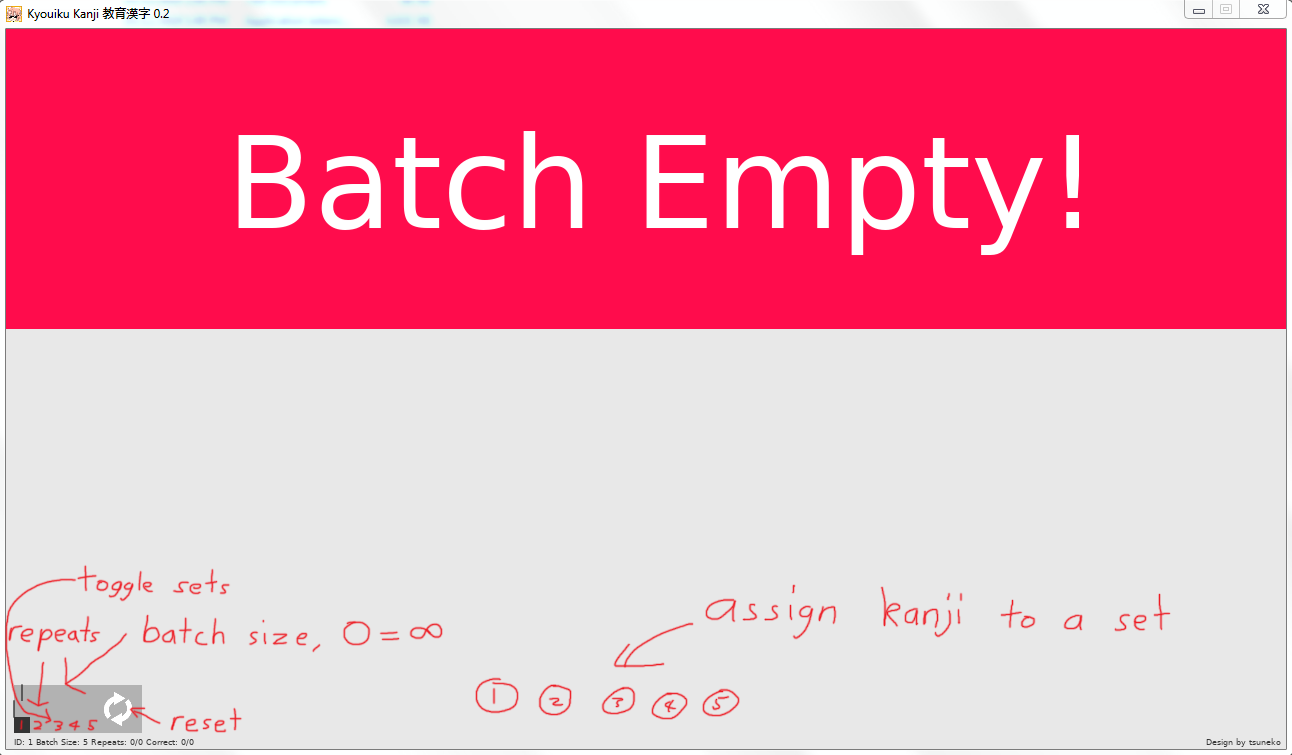 Kyouiku Kanji 教育漢字 0.2
Batch Empty!
toggle sets
repeats, batch size, 0 = ∞
assign kanji to a set
1 2 3 4 5
1 2 3 4 5
reset
ID: 1 Batch Size: 5 Repeats: 0/0 Correct: 0/0
Design by tsuneko